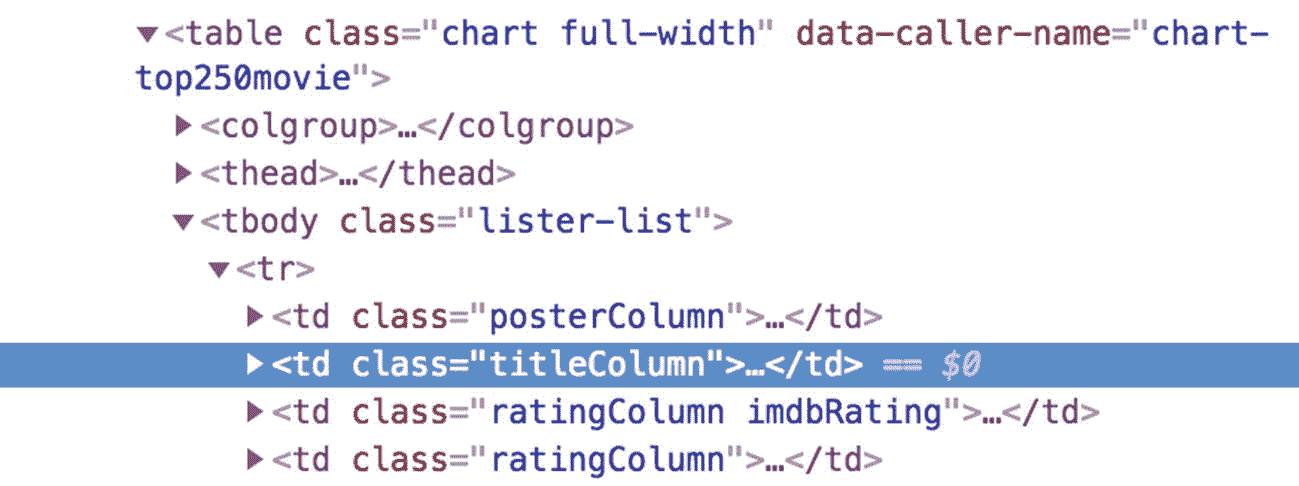 ▼<table class="chart full-width" data-caller-name="chart-
top250movie">
▶<colgroup>…</colgroup>
▶<thead>…</thead>
▼<tbody class="lister-list">
▼<tr>
▶<td class="posterColumn">…</td>
▶<td class="titleColumn">…</td> == $0
▶<td class="ratingColumn imdbRating">…</td>
▶<td class="ratingColumn">…</td>